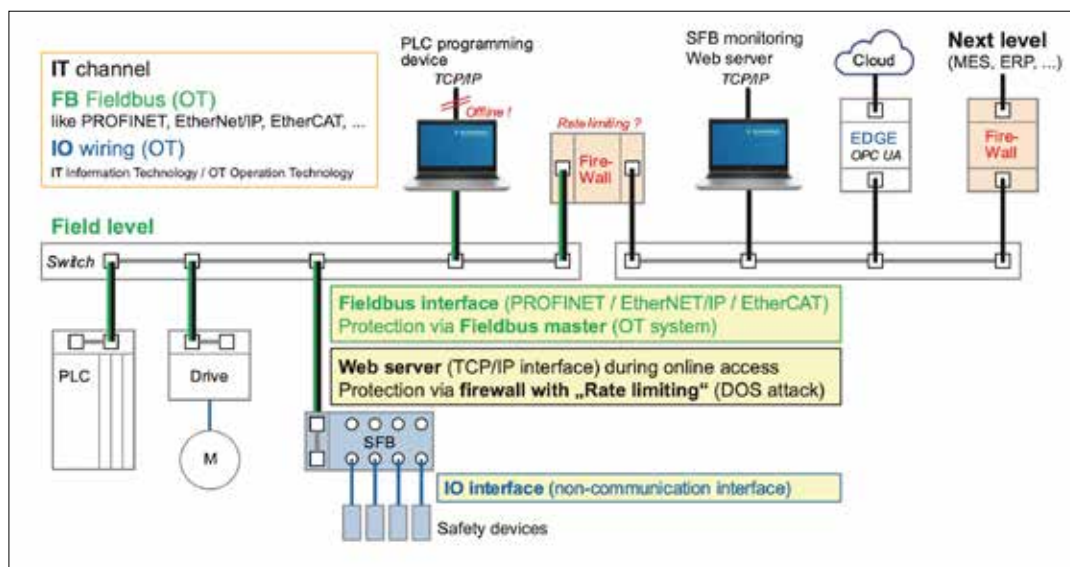 IT channel
FB Fieldbus (OT)
like PROFINET, EtherNet/IP, EtherCAT, ...
IO wiring (OT)
IT Information Technology / OT Operation Technology
PLC programming
device
TCP/IP
Offline !
Rate limiting ?
Fire-
Wall
SFB monitoring
Web server
TCP/IP
Cloud
EDGE
OPC UA
Next level
(MES, ERP, ...)
Fire-
Wall
Field level
Switch
Fieldbus interface (PROFINET / EtherNET/IP / EtherCAT)
Protection via Fieldbus master (OT system)
Web server (TCP/IP interface) during online access
Protection via firewall with „Rate limiting“ (DOS attack)
PLC
Drive
M
SFB
IO interface (non-communication interface)
Safety devices